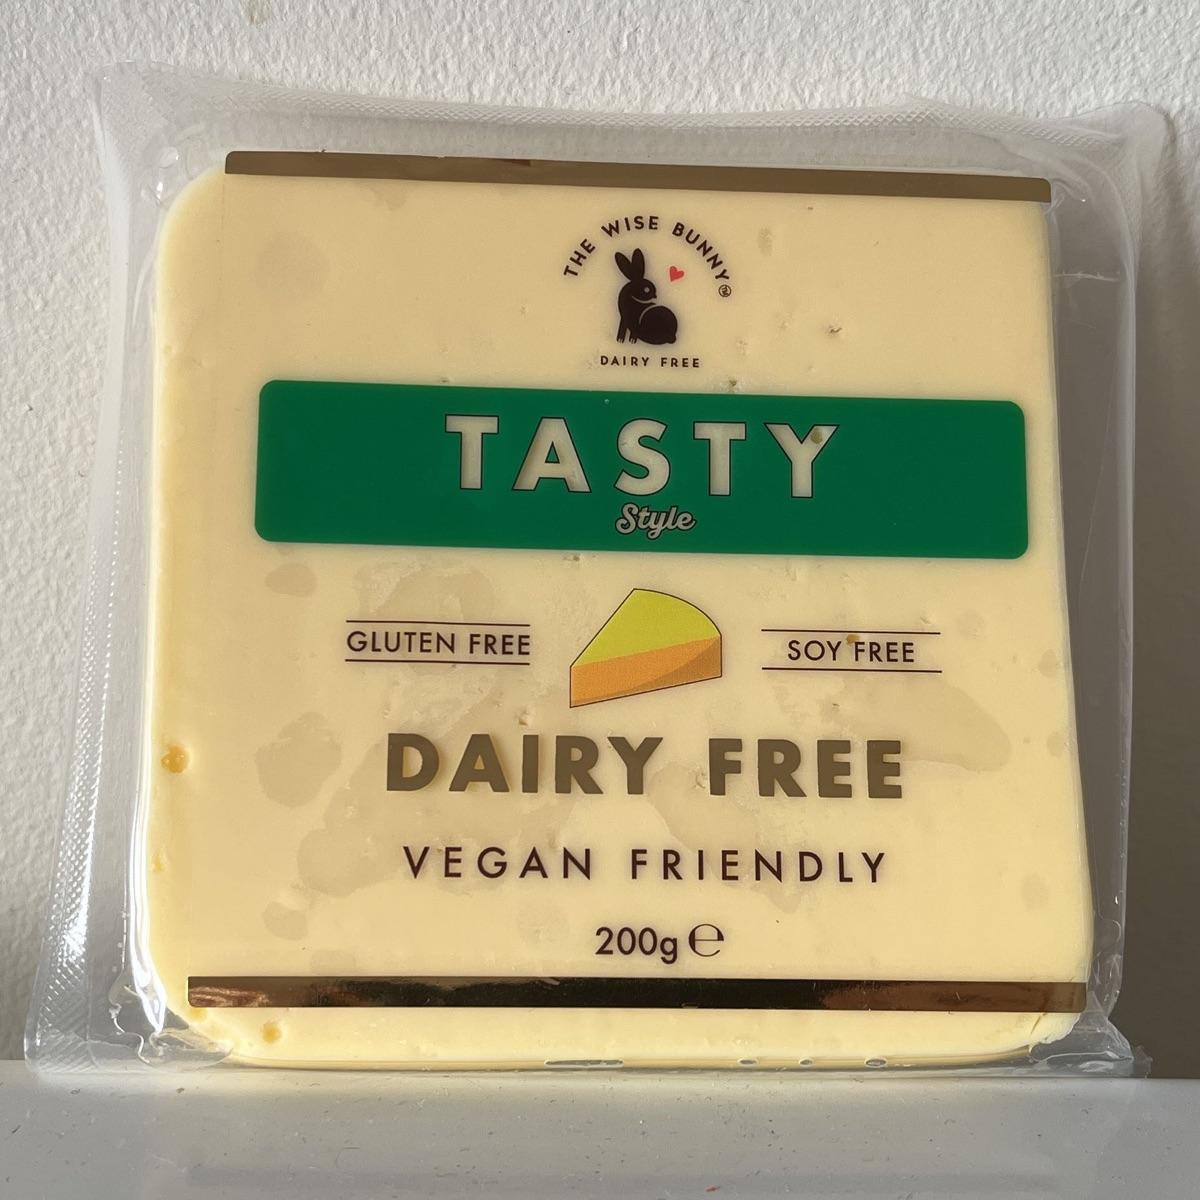 THE WISE BUNNY
DAIRY FREE
TASTY
Style
GLUTEN FREE
SOY FREE
DAIRY FREE
VEGAN FRIENDLY
200g ℮